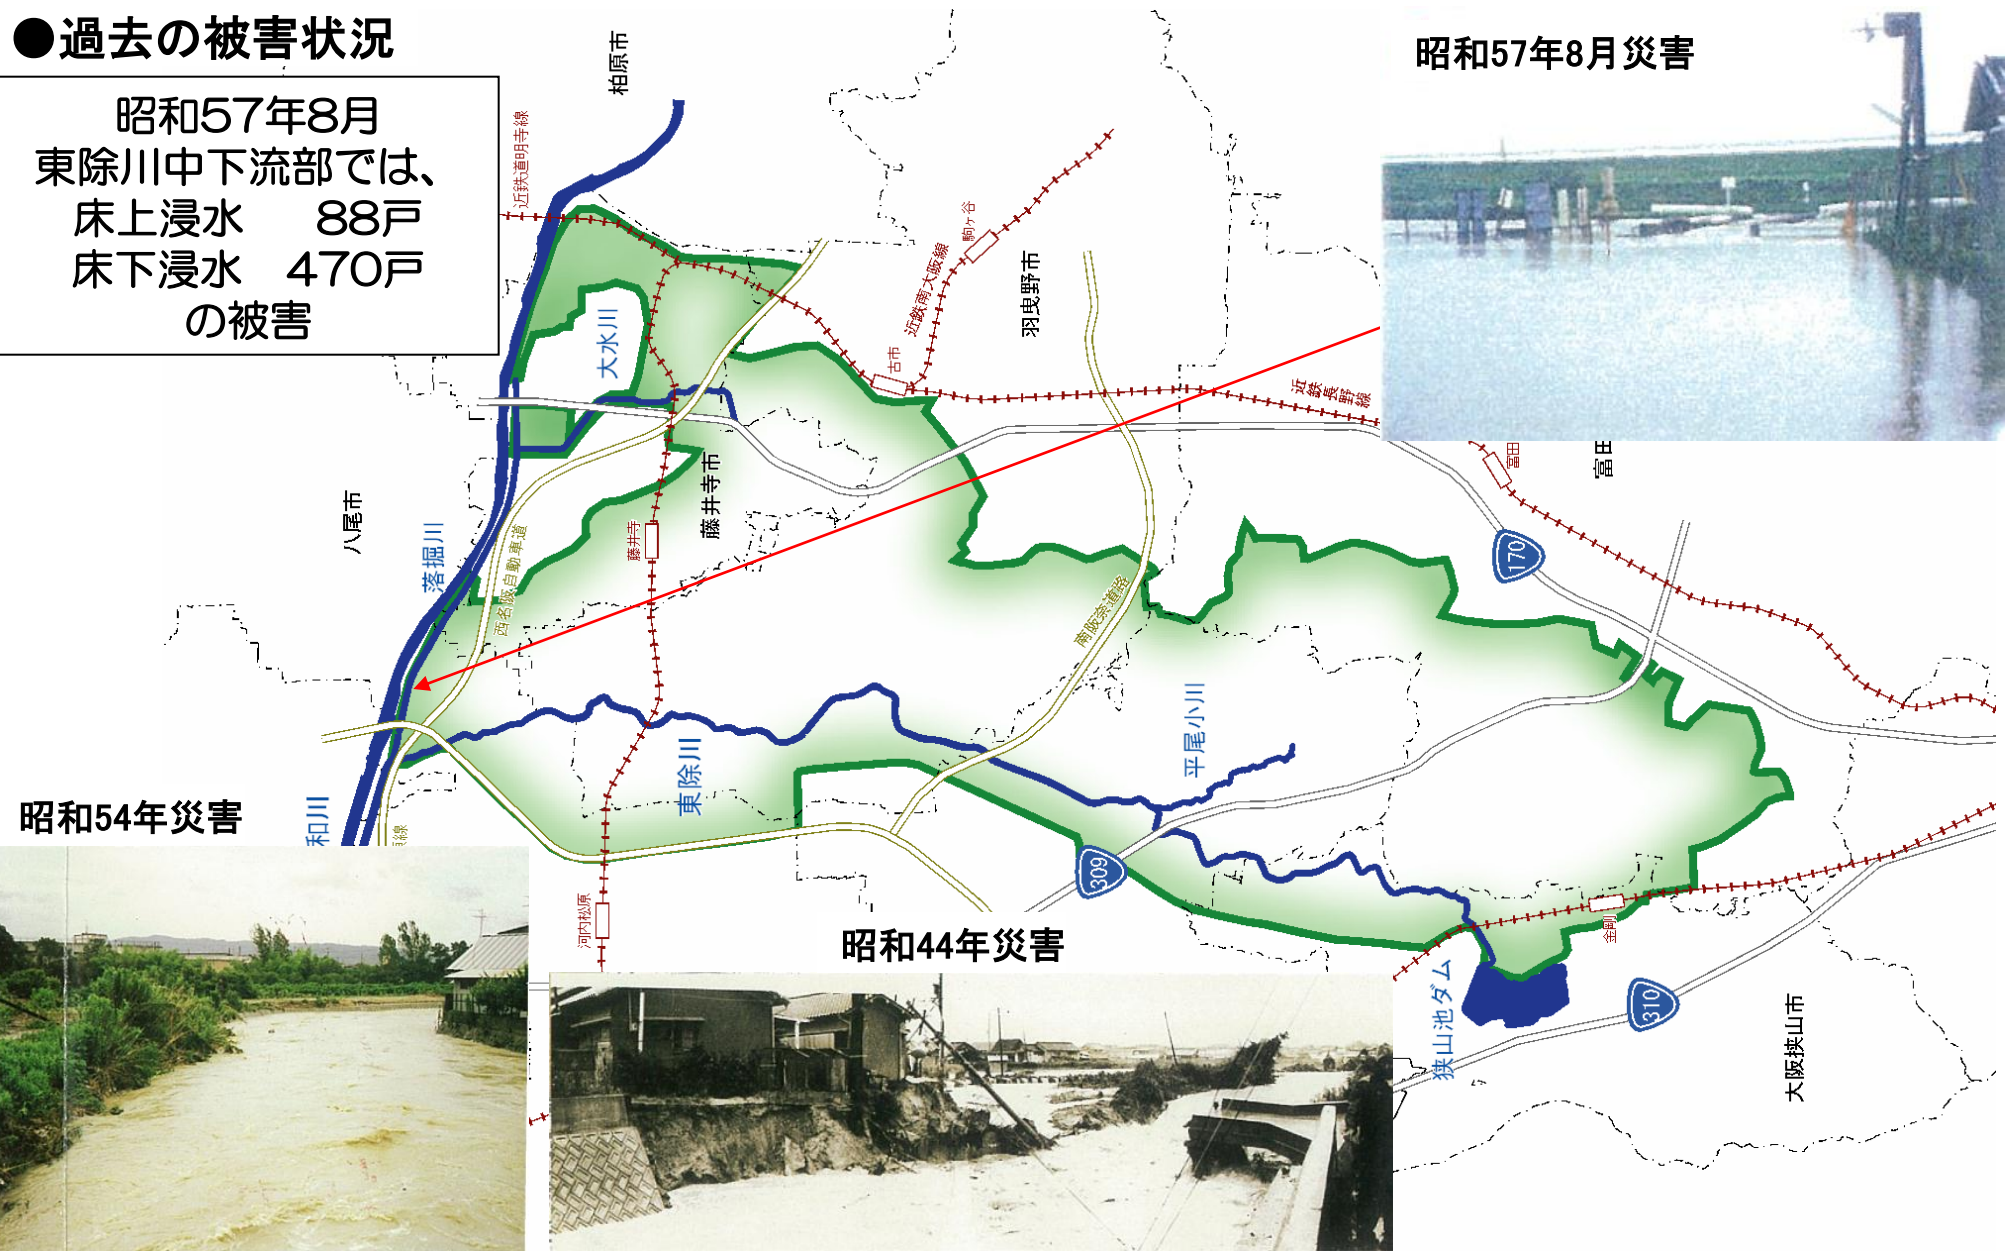 ●過去の被害状況
昭和57年8月
東除川中下流部では、
床上浸水　　88戸
床下浸水　470戸
の被害
昭和57年8月災害
柏原市
近鉄道明寺線
大水川
駒ヶ谷
近鉄南大阪線
羽曳野市
古市
近鉄長野線
富田
富田
八尾市
落掘川
西名阪自動車道
藤井寺
藤井寺市
南阪奈道路
170
東除川
平尾小川
昭和54年災害
和川
線
309
河内松原
昭和44年災害
金剛
狭山池ダム
310
大阪狭山市